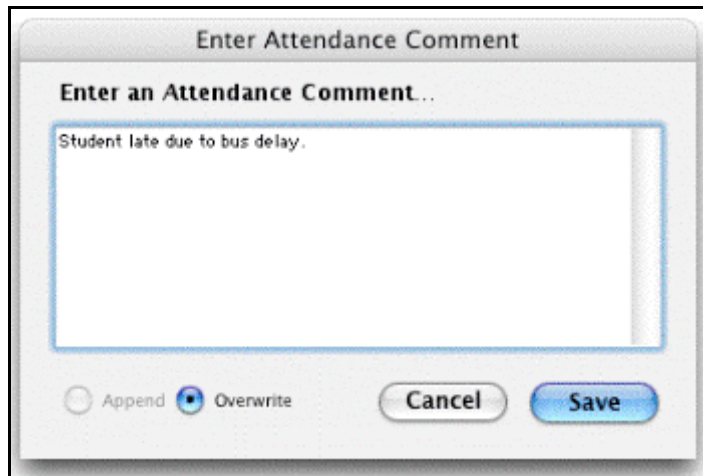 Enter Attendance Comment
Enter an Attendance Comment...
Student late due to bus delay.
Append Overwrite Cancel Save